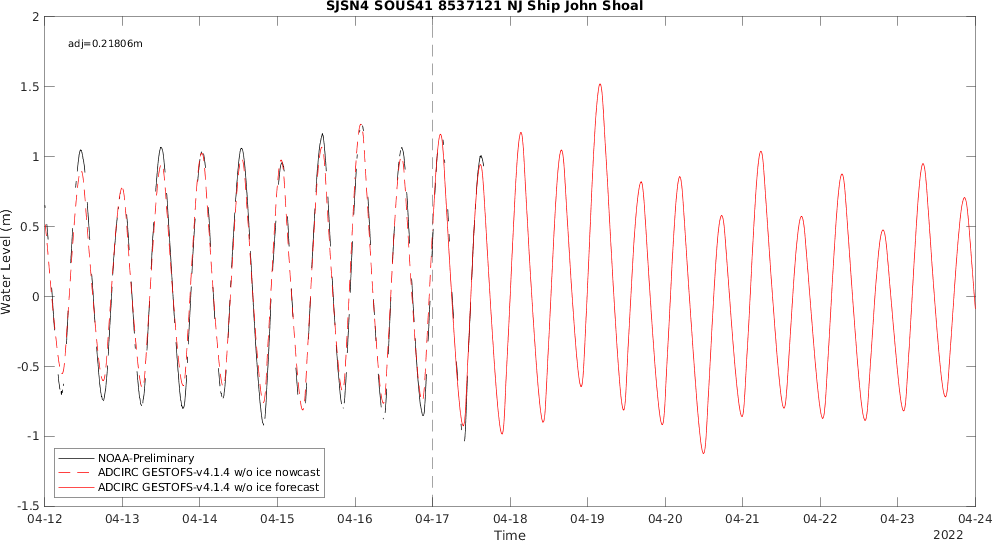 SJSN4 SOUS41 8537121 NJ Ship John Shoal
adj=0.21806m
2
1.5
1
0.5
0
-0.5
-1
-1.5
Water Level (m)
NOAA-Preliminary
ADCIRC GESTOFS-v4.1.4 w/o ice nowcast
ADCIRC GESTOFS-v4.1.4 w/o ice forecast
04-12 04-13 04-14 04-15 04-16 04-17 04-18 04-19 04-20 04-21 04-22 04-23 04-24
Time
2022